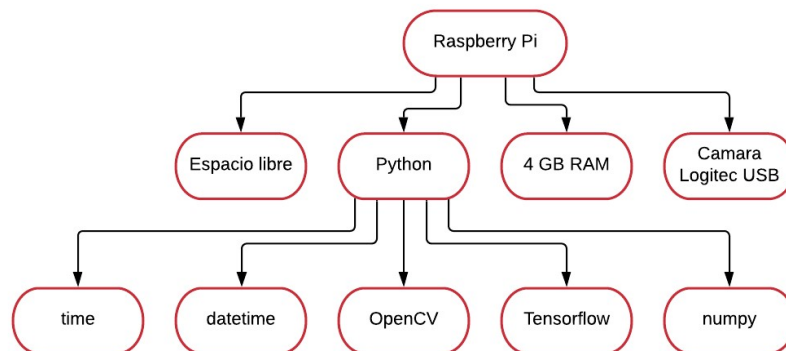 Raspberry Pi
Espacio libre
Python
4 GB RAM
Camara
Logitec USB
time
datetime
OpenCV
Tensorflow
numpy